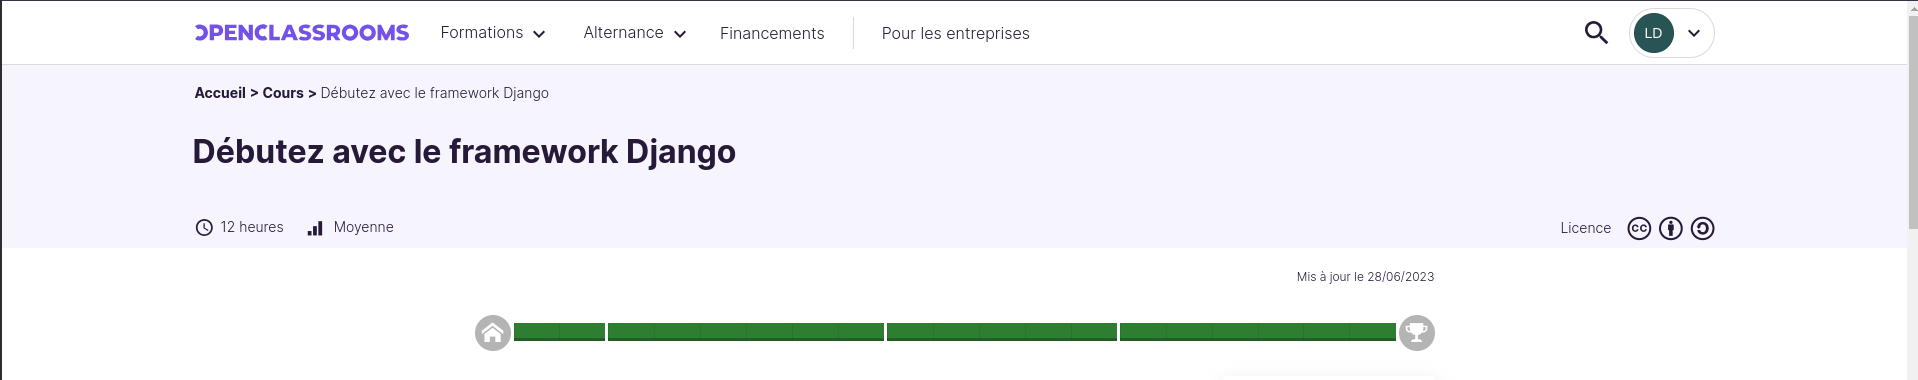 OPENCLASSROOMS Formations Alternance Financements Pour les entreprises LD
Accueil > Cours > Débutez avec le framework Django
Débutez avec le framework Django
12 heures Moyenne Licence cc
Mis à jour le 28/06/2023